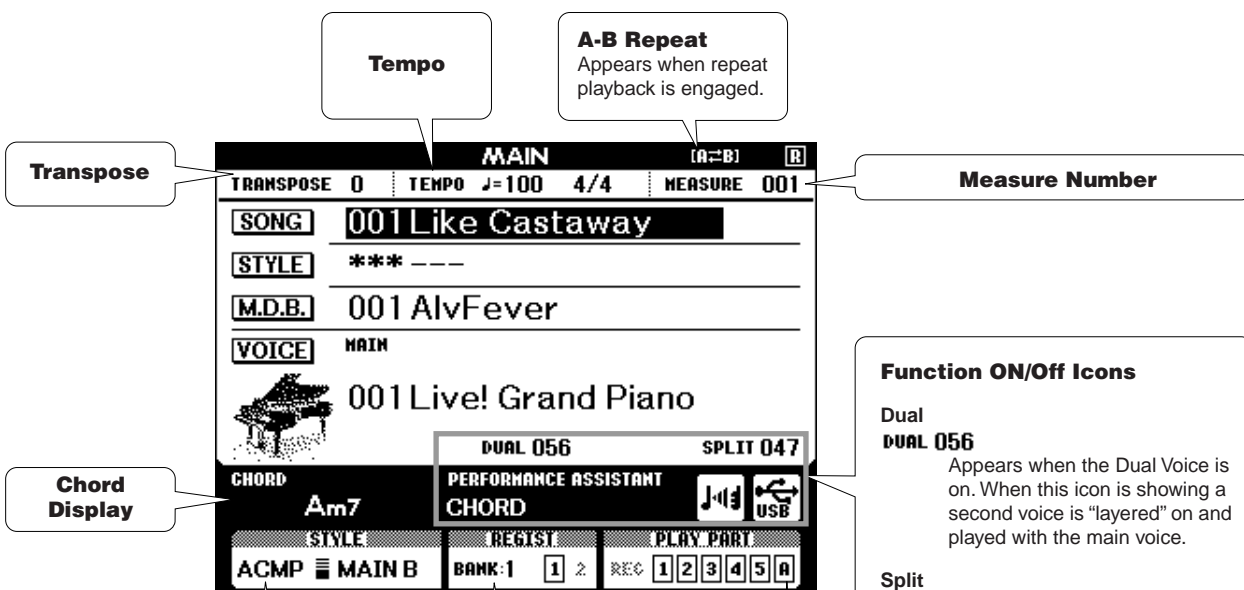 Tempo
A-B Repeat
Appears when repeat
playback is engaged.
Transpose
Measure Number
MAIN [A⇄B] R
TRANSPOSE 0 TEMPO ♩=100 4/4 MEASURE 001
SONG 001 Like Castaway
STYLE *** ---
M.D.B. 001 AlvFever
VOICE MAIN
001 Live! Grand Piano
DUAL 056 SPLIT 047
Chord
Display
CHORD
Am7
PERFORMANCE ASSISTANT
CHORD
USB
STYLE REGIST PLAY PART
ACMP MAIN B BANK:1 1 2 REC 1 2 3 4 5 A
Function ON/Off Icons
Dual
DUAL 056
Appears when the Dual Voice is
on. When this icon is showing a
second voice is “layered” on and
played with the main voice.
Split